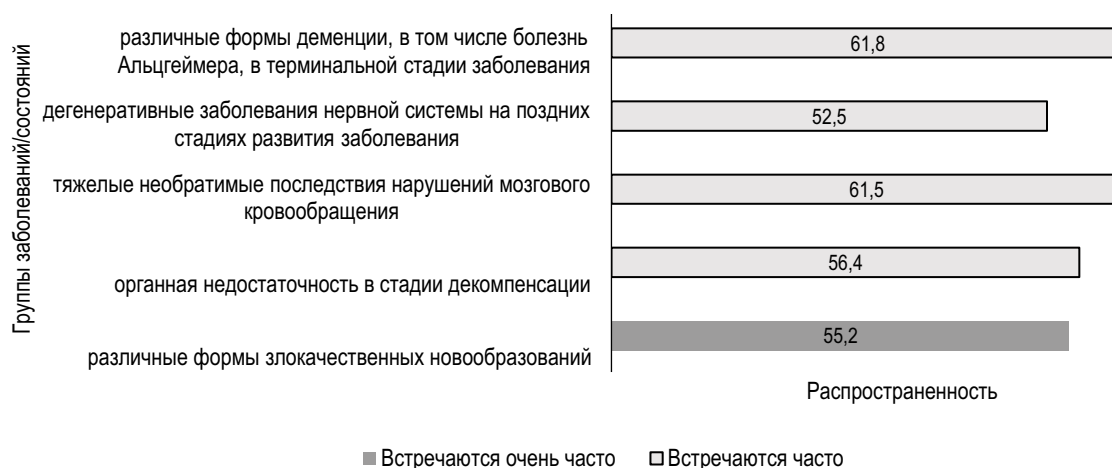 Группы заболеваний/состояний
различные формы деменции, в том числе болезнь
Альцгеймера, в терминальной стадии заболевания
61,8
дегенеративные заболевания нервной системы на поздних
стадиях развития заболевания
52,5
тяжелые необратимые последствия нарушений мозгового
кровообращения
61,5
органная недостаточность в стадии декомпенсации
56,4
различные формы злокачественных новообразований
55,2
Распространенность
Встречаются очень часто
Встречаются часто